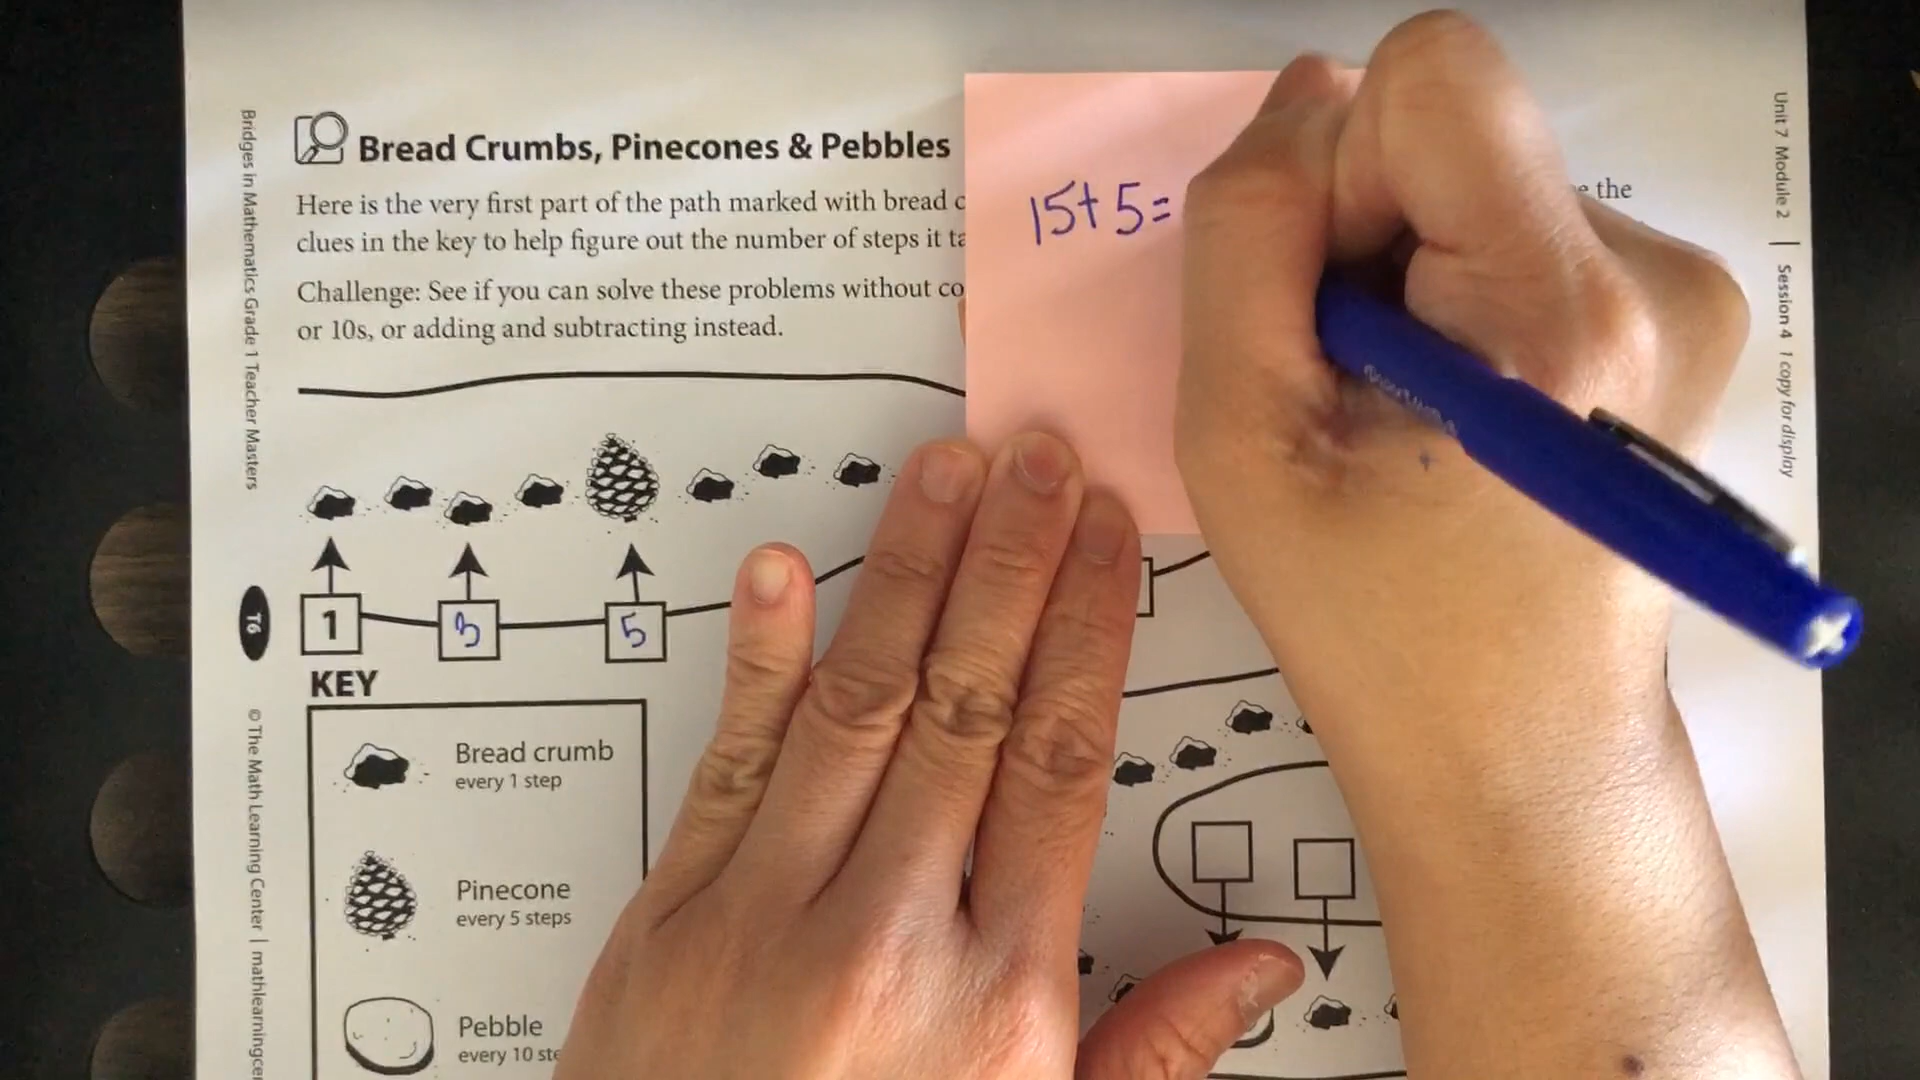 Bread Crumbs, Pinecones & Pebbles
Here is the very first part of the path marked with bread
the
clues in the key to help figure out the number of steps it
Challenge: See if you can solve these problems without
or 10s, or adding and subtracting instead.
15+5=
1
3
5
KEY
Bread crumb
every 1 step
Pinecone
every 5 steps
Pebble
every 10
Bridges in Mathematics Grade 1 Teacher Masters
T6
© The Math Learning Center | 
Unit 7 Module 2 | Session 4 1 copy for display